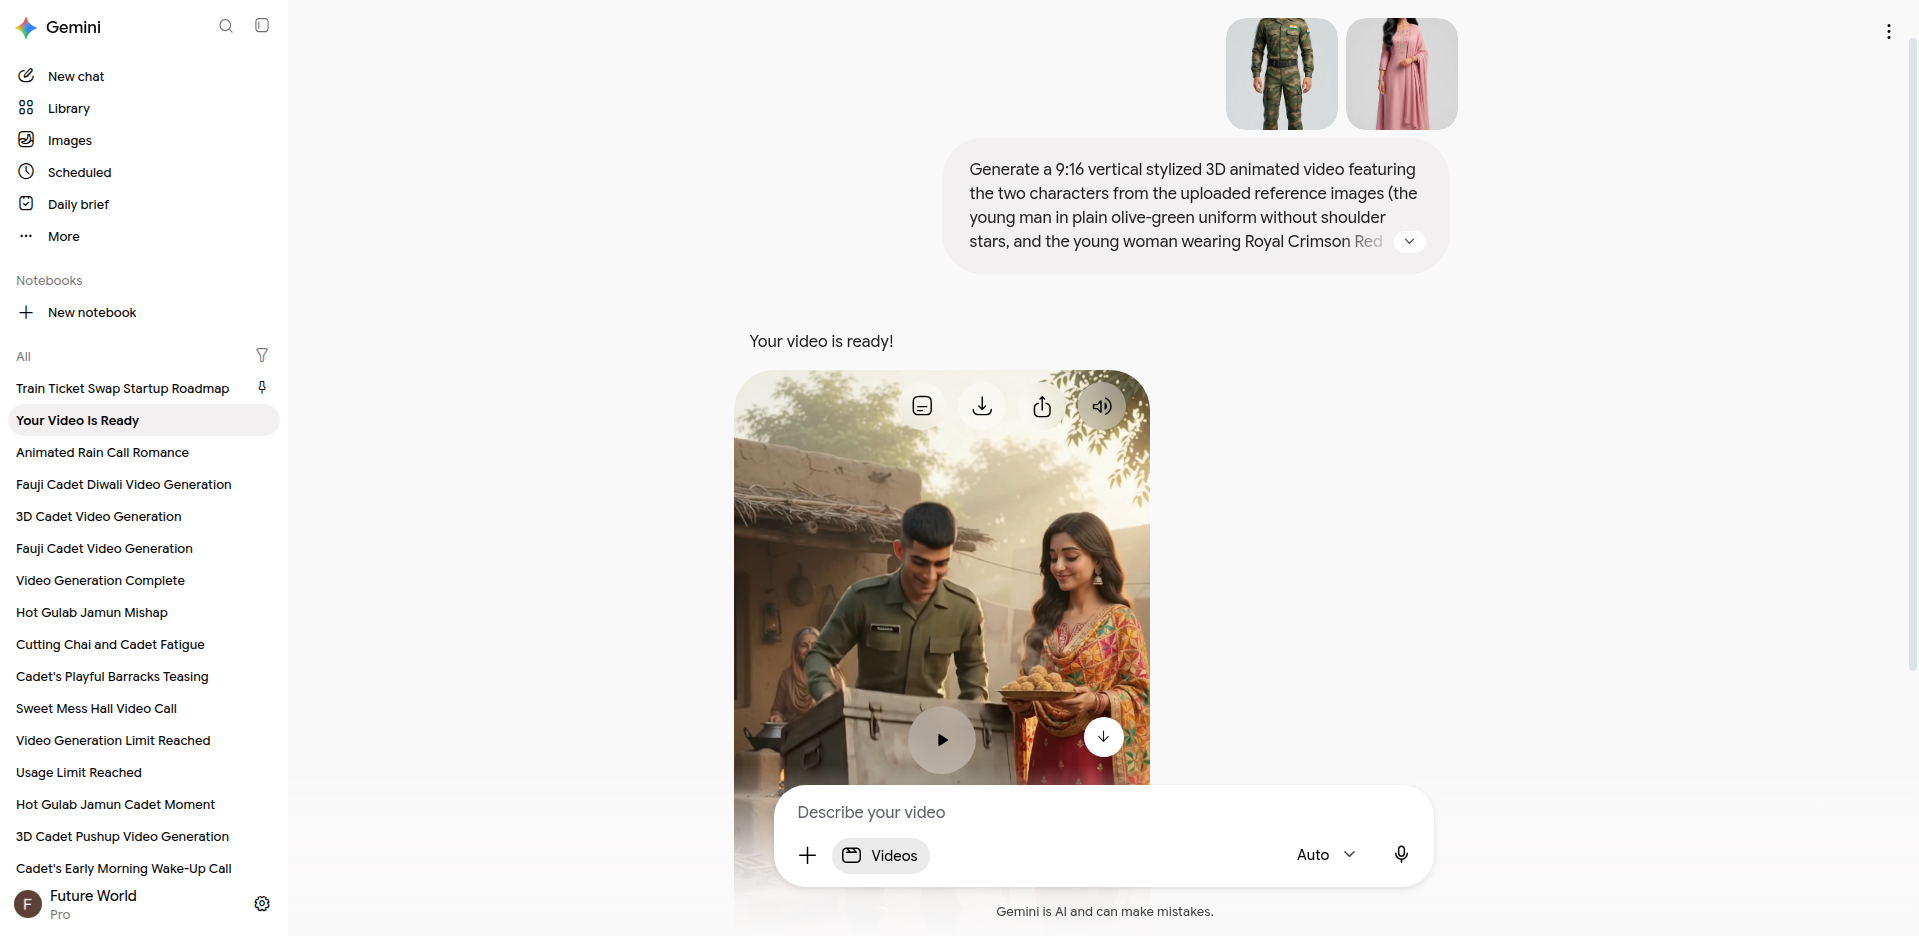 Gemini
New chat
Library
Images
Scheduled
Daily brief
More
Notebooks
New notebook
All
Train Ticket Swap Startup Roadmap
Your Video Is Ready
Animated Rain Call Romance
Fauji Cadet Diwali Video Generation
3D Cadet Video Generation
Fauji Cadet Video Generation
Video Generation Complete
Hot Gulab Jamun Mishap
Cutting Chai and Cadet Fatigue
Cadet's Playful Barracks Teasing
Sweet Mess Hall Video Call
Video Generation Limit Reached
Usage Limit Reached
Hot Gulab Jamun Cadet Moment
3D Cadet Pushup Video Generation
Cadet's Early Morning Wake-Up Call
F
Future World
Pro
Generate a 9:16 vertical stylized 3D animated video featuring
the two characters from the uploaded reference images (the
young man in plain olive-green uniform without shoulder
stars, and the young woman wearing Royal Crimson Red
Your video is ready!
Describe your video
Videos
Auto
Gemini is AI and can make mistakes.